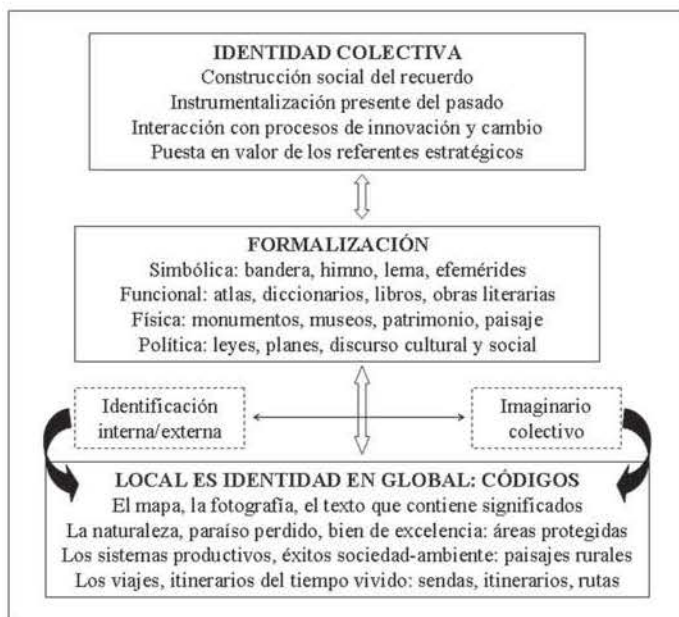 IDENTIDAD COLECTIVA
Construcción social del recuerdo
Instrumentalización presente del pasado
Interacción con procesos de innovación y cambio
Puesta en valor de los referentes estratégicos
FORMALIZACIÓN
Simbólica: bandera, himno, lema, efemérides
Funcional: atlas, diccionarios, libros, obras literarias
Física: monumentos, museos, patrimonio, paisaje
Política: leyes, planes, discurso cultural y social
Identificación
interna/externa
Imaginario
colectivo
LOCAL ES IDENTIDAD EN GLOBAL: CÓDIGOS
El mapa, la fotografía, el texto que contiene significados
La naturaleza, paraíso perdido, bien de excelencia: áreas protegidas
Los sistemas productivos, éxitos sociedad-ambiente: paisajes rurales
Los viajes, itinerarios del tiempo vivido: sendas, itinerarios, rutas